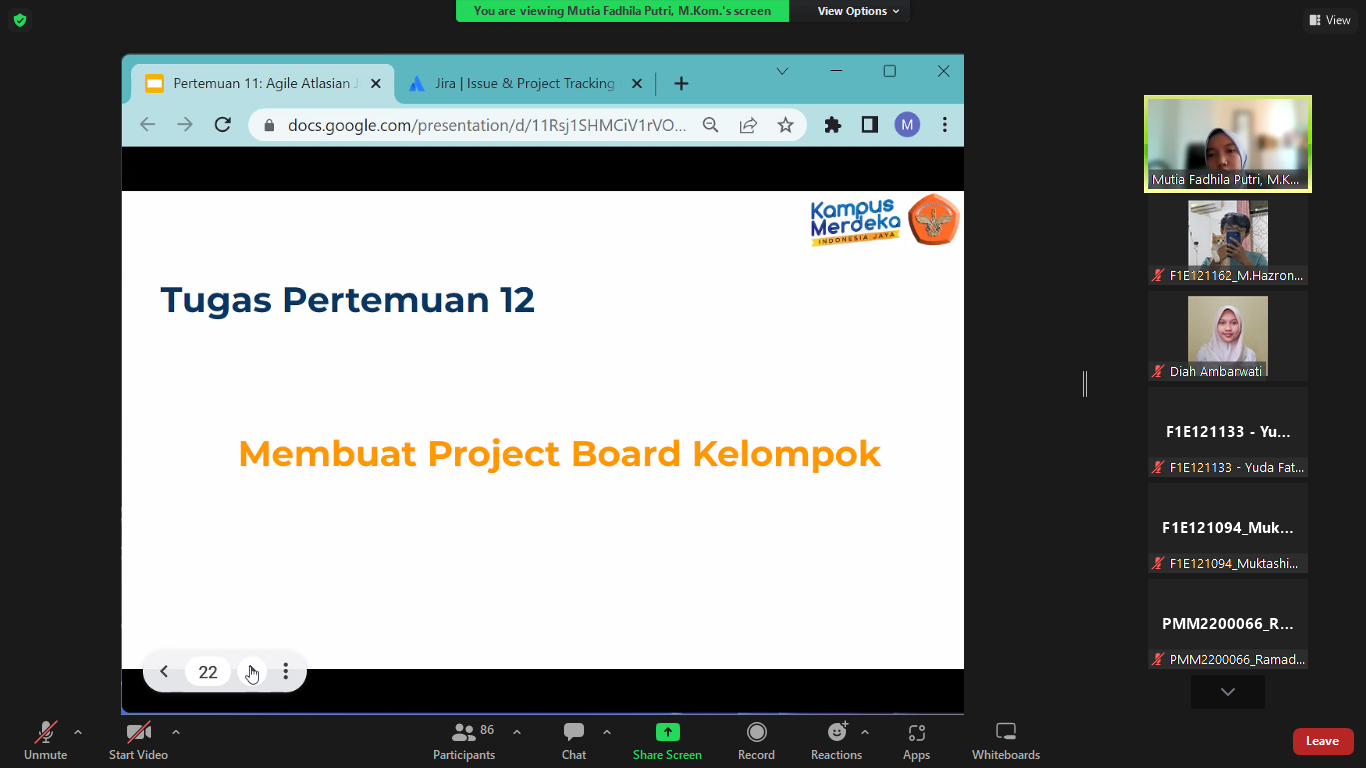 You are viewing Mutia Fadhila Putri, M.Kom.'s screen
View Options
View
Pertemuan 11: Agile Atlasian J
Jira | Issue & Project Tracking
docs.google.com/presentation/d/11Rsj1SHMCiV1rVO...
M
Kampus
Merdeka
INDONESIA JAYA
Tugas Pertemuan 12
Membuat Project Board Kelompok
22
Mutia Fadhila Putri, M.K...
F1E121162_M.Hazron...
Diah Ambarwati
F1E121133 - Yu...
F1E121133 - Yuda Fat...
F1E121094_Muk...
F1E121094_Muktashi...
PMM2200066_R...
PMM2200066_Ramad...
Unmute
Start Video
Participants
86
Chat
Share Screen
Record
Reactions
Apps
Whiteboards
Leave